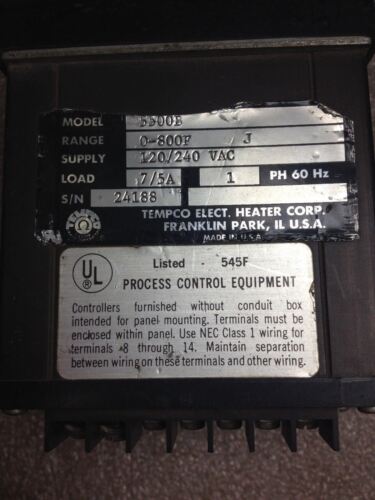 MODEL 5500B
RANGE 0-800F J
SUPPLY 120/240 VAC
LOAD 7/5A 1 PH 60 Hz
S/N 24188
TEMPCO
TEMPCO ELECT. HEATER CORP.
FRANKLIN PARK, IL U.S.A.
MADE IN U.S.A.
UL
®
Listed - 545F
PROCESS CONTROL EQUIPMENT
Controllers furnished without conduit box
intended for panel mounting. Terminals must be
enclosed within panel. Use NEC Class 1 wiring for
terminals 8 through 14. Maintain separation
between wiring on these terminals and other wiring.